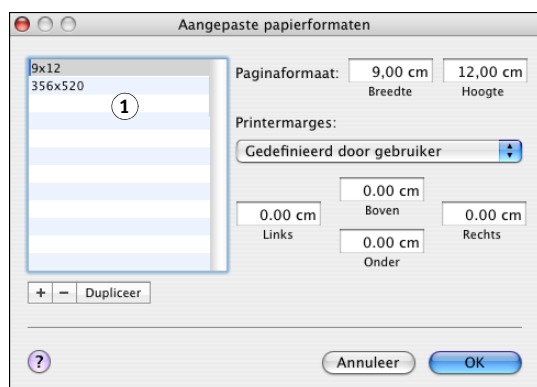 Aangepaste papierformaten
9x12
356x520
1
Paginaformaat: 9,00 cm 12,00 cm
Breedte Hoogte
Printermarges:
Gedefinieerd door gebruiker
0.00 cm
Boven
0.00 cm 0.00 cm
Links Rechts
0.00 cm
Onder
+ − Dupliceer
? Annuleer OK